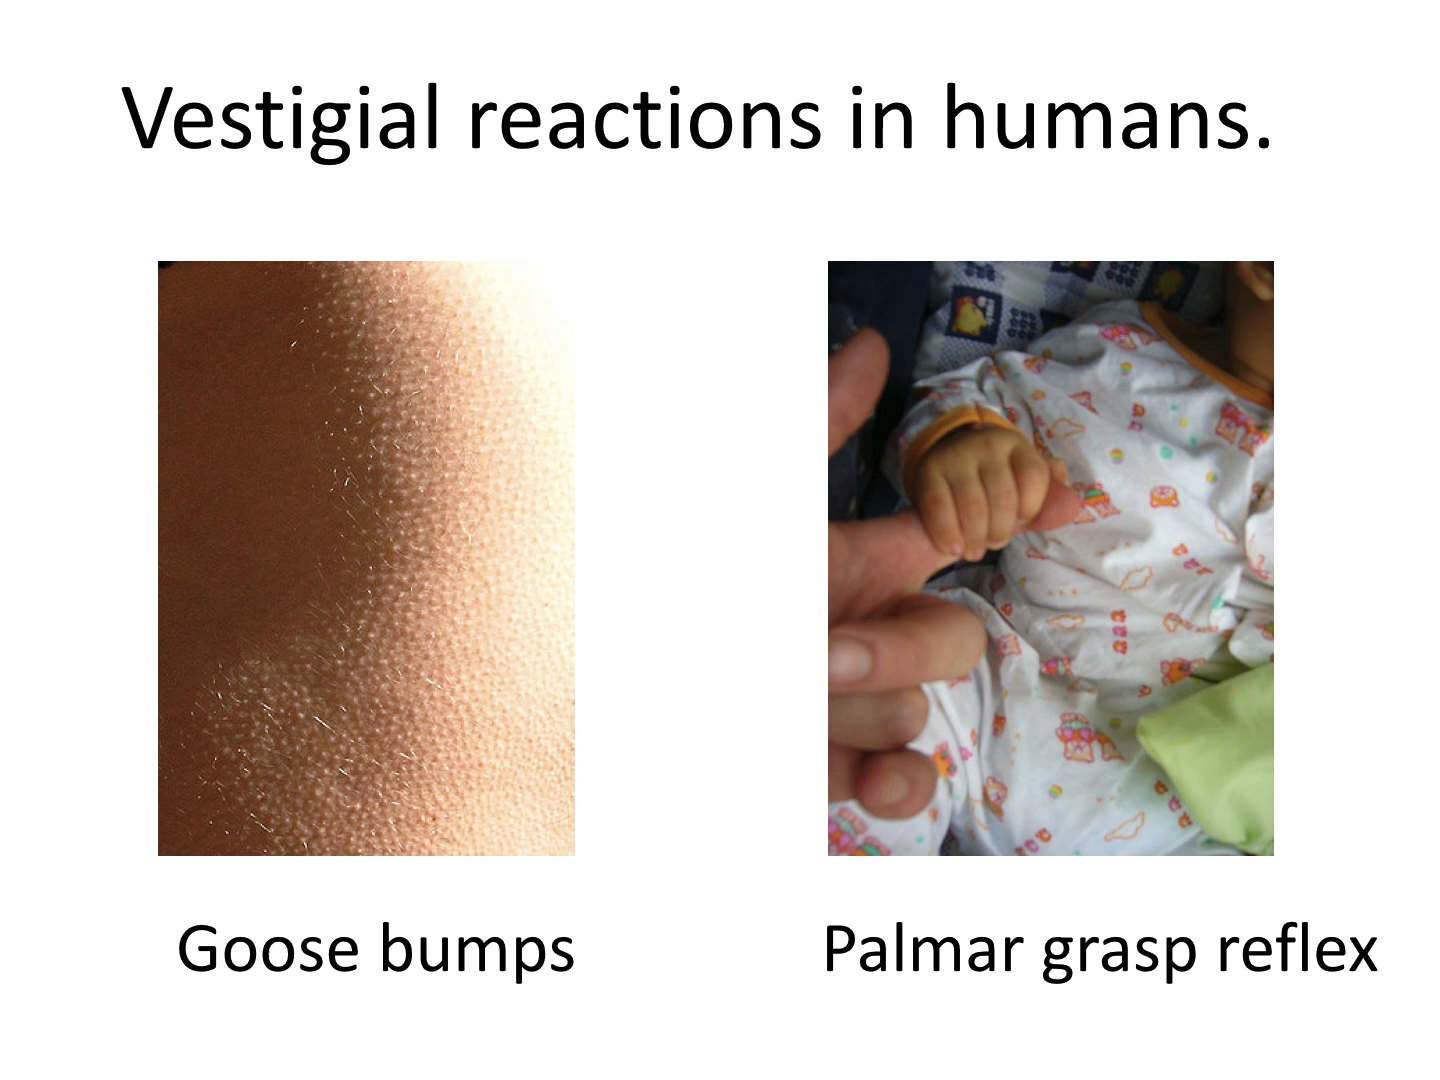 Vestigial reactions in humans.
Goose bumps
Palmar grasp reflex